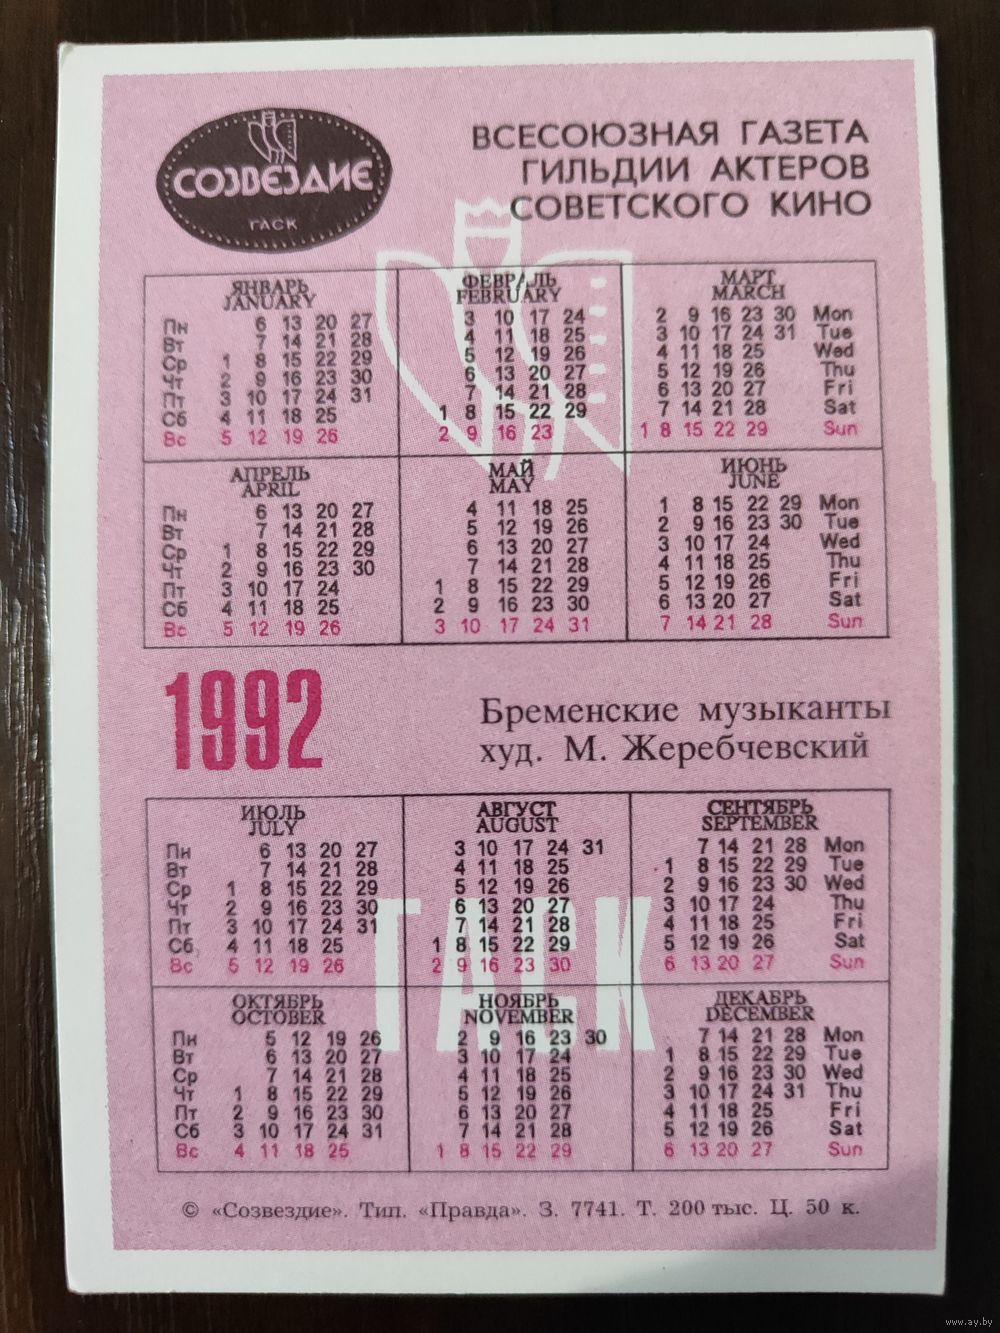 СОЗВЕЗДИЕ
ГАСК
ВСЕСОЮЗНАЯ ГАЗЕТА
ГИЛЬДИИ АКТЕРОВ
СОВЕТСКОГО КИНО
ЯНВАРЬ
JANUARY
Пн 6 13 20 27
Вт 7 14 21 28
Ср 1 8 15 22 29
Чт 2 9 16 23 30
Пт 3 10 17 24 31
Сб 4 11 18 25
Вс 5 12 19 26
ФЕВРАЛЬ
FEBRUARY
3 10 17 24
4 11 18 25
5 12 19 26
6 13 20 27
7 14 21 28
1 8 15 22 29
2 9 16 23
МАРТ
MARCH
2 9 16 23 30 Mon
3 10 17 24 31 Tue
4 11 18 25 Wed
5 12 19 26 Thu
6 13 20 27 Fri
7 14 21 28 Sat
1 8 15 22 29 Sun
АПРЕЛЬ
APRIL
Пн 6 13 20 27
Вт 7 14 21 28
Ср 1 8 15 22 29
Чт 2 9 16 23 30
Пт 3 10 17 24
Сб 4 11 18 25
Вс 5 12 19 26
МАЙ
MAY
4 11 18 25
5 12 19 26
6 13 20 27
7 14 21 28
1 8 15 22 29
2 9 16 23 30
3 10 17 24 31
ИЮНЬ
JUNE
1 8 15 22 29 Mon
2 9 16 23 30 Tue
3 10 17 24 Wed
4 11 18 25 Thu
5 12 19 26 Fri
6 13 20 27 Sat
7 14 21 28 Sun
1992
Бременские музыканты
худ. М. Жеребчевский
ИЮЛЬ
JULY
Пн 6 13 20 27
Вт 7 14 21 28
Ср 1 8 15 22 29
Чт 2 9 16 23 30
Пт 3 10 17 24 31
Сб 4 11 18 25
Вс 5 12 19 26
АВГУСТ
AUGUST
3 10 17 24 31
4 11 18 25
5 12 19 26
6 13 20 27
7 14 21 28
1 8 15 22 29
2 9 16 23 30
СЕНТЯБРЬ
SEPTEMBER
7 14 21 28 Mon
1 8 15 22 29 Tue
2 9 16 23 30 Wed
3 10 17 24 Thu
4 11 18 25 Fri
5 12 19 26 Sat
6 13 20 27 Sun
ГАСК
ОКТЯБРЬ
OCTOBER
Пн 5 12 19 26
Вт 6 13 20 27
Ср 7 14 21 28
Чт 1 8 15 22 29
Пт 2 9 16 23 30
Сб 3 10 17 24 31
Вс 4 11 18 25
НОЯБРЬ
NOVEMBER
2 9 16 23 30
3 10 17 24
4 11 18 25
5 12 19 26
6 13 20 27
7 14 21 28
1 8 15 22 29
ДЕКАБРЬ
DECEMBER
7 14 21 28 Mon
1 8 15 22 29 Tue
2 9 16 23 30 Wed
3 10 17 24 31 Thu
4 11 18 25 Fri
5 12 19 26 Sat
6 13 20 27 Sun
© «Созвездие». Тип. «Правда». З. 7741. Т. 200 тыс. Ц. 50 к.
www.ay.by